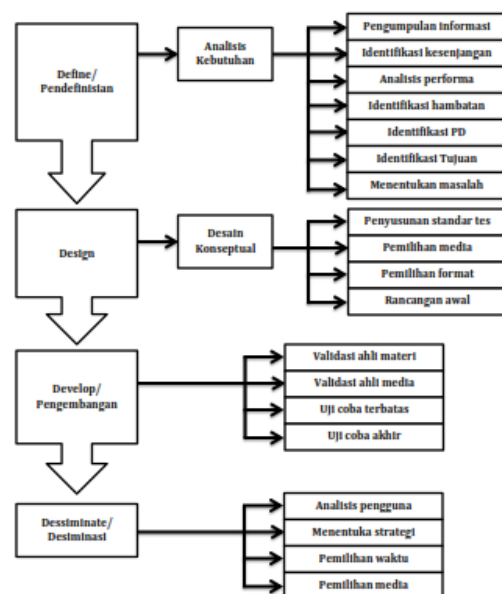 Define/
Pendefinisian
Analisis
Kebutuhan
Pengumpulan informasi
Identifikasi kesenjangan
Analisis performa
Identifikasi hambatan
Identifikasi PD
Identifikasi Tujuan
Menentukan masalah
Design
Desain
Konseptual
Penyusunan standar tes
Pemilihan media
Pemilihan format
Rancangan awal
Develop/
Pengembangan
Validasi ahli materi
Validasi ahli media
Uji coba terbatas
Uji coba akhir
Dessiminate/
Desiminasi
Analisis pengguna
Menentuka strategi
Pemilihan waktu
Pemilihan media